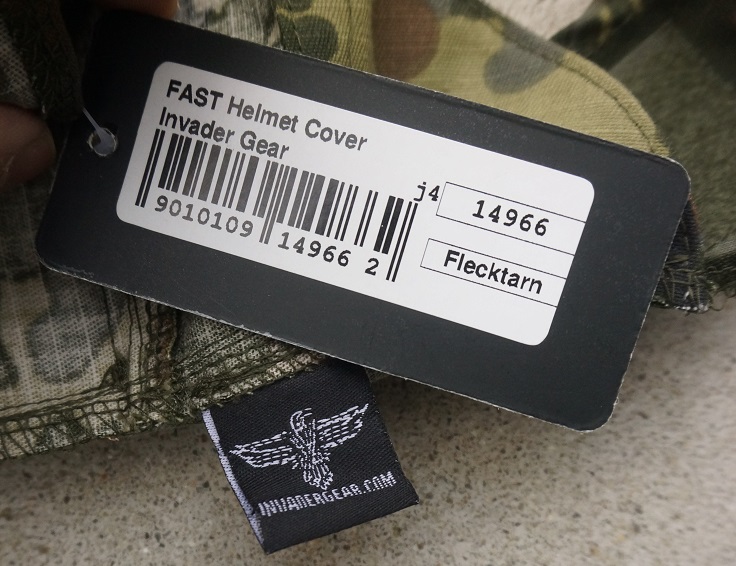 FAST Helmet Cover
Invader Gear
j4
14966
9010109 14966 2
Flecktarn
INVADERGEAR.COM